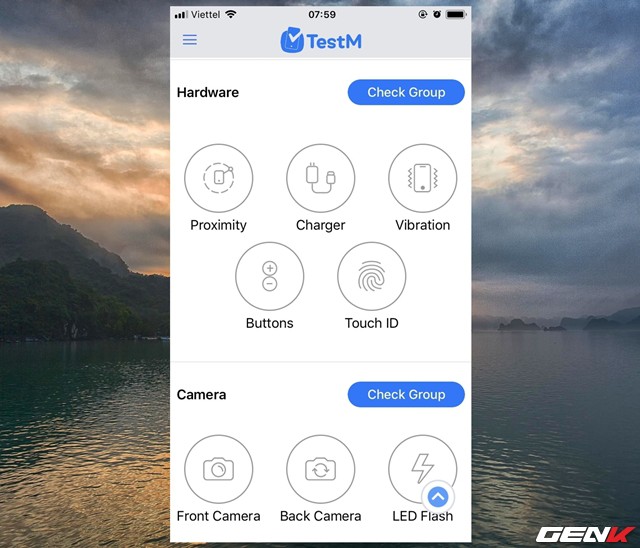 Viettel 07:59
TestM
Hardware Check Group
Proximity Charger Vibration
Buttons Touch ID
Camera Check Group
Front Camera Back Camera LED Flash
GENK